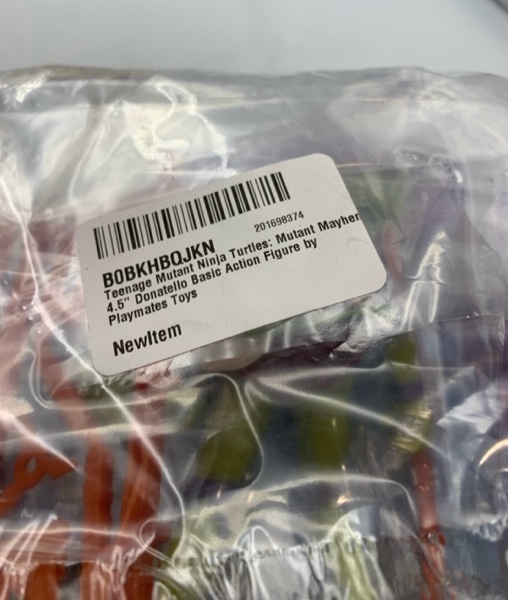 201698374
B0BKHBQJKN
Teenage Mutant Ninja Turtles: Mutant Mayhem
4.5" Donatello Basic Action Figure by
Playmates Toys
NewItem